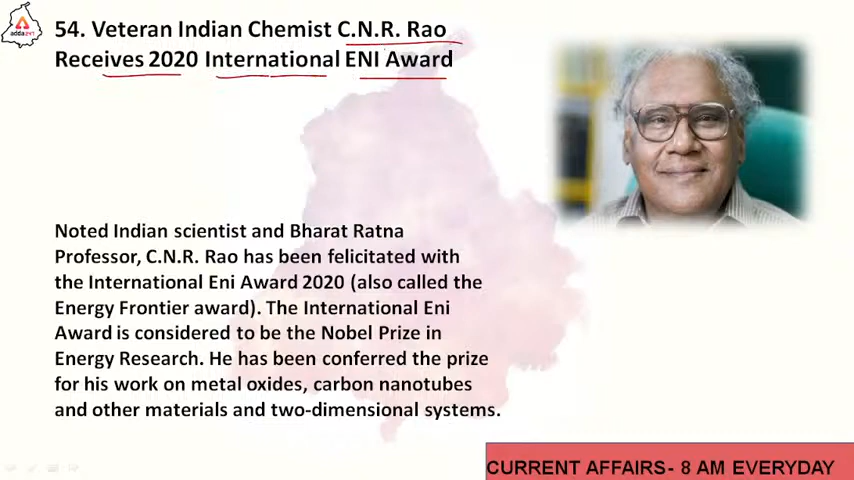 adda247
54. Veteran Indian Chemist C.N.R. Rao
Receives 2020 International ENI Award
Noted Indian scientist and Bharat Ratna
Professor, C.N.R. Rao has been felicitated with
the International Eni Award 2020 (also called the
Energy Frontier award). The International Eni
Award is considered to be the Nobel Prize in
Energy Research. He has been conferred the prize
for his work on metal oxides, carbon nanotubes
and other materials and two-dimensional systems.
CURRENT AFFAIRS- 8 AM EVERYDAY